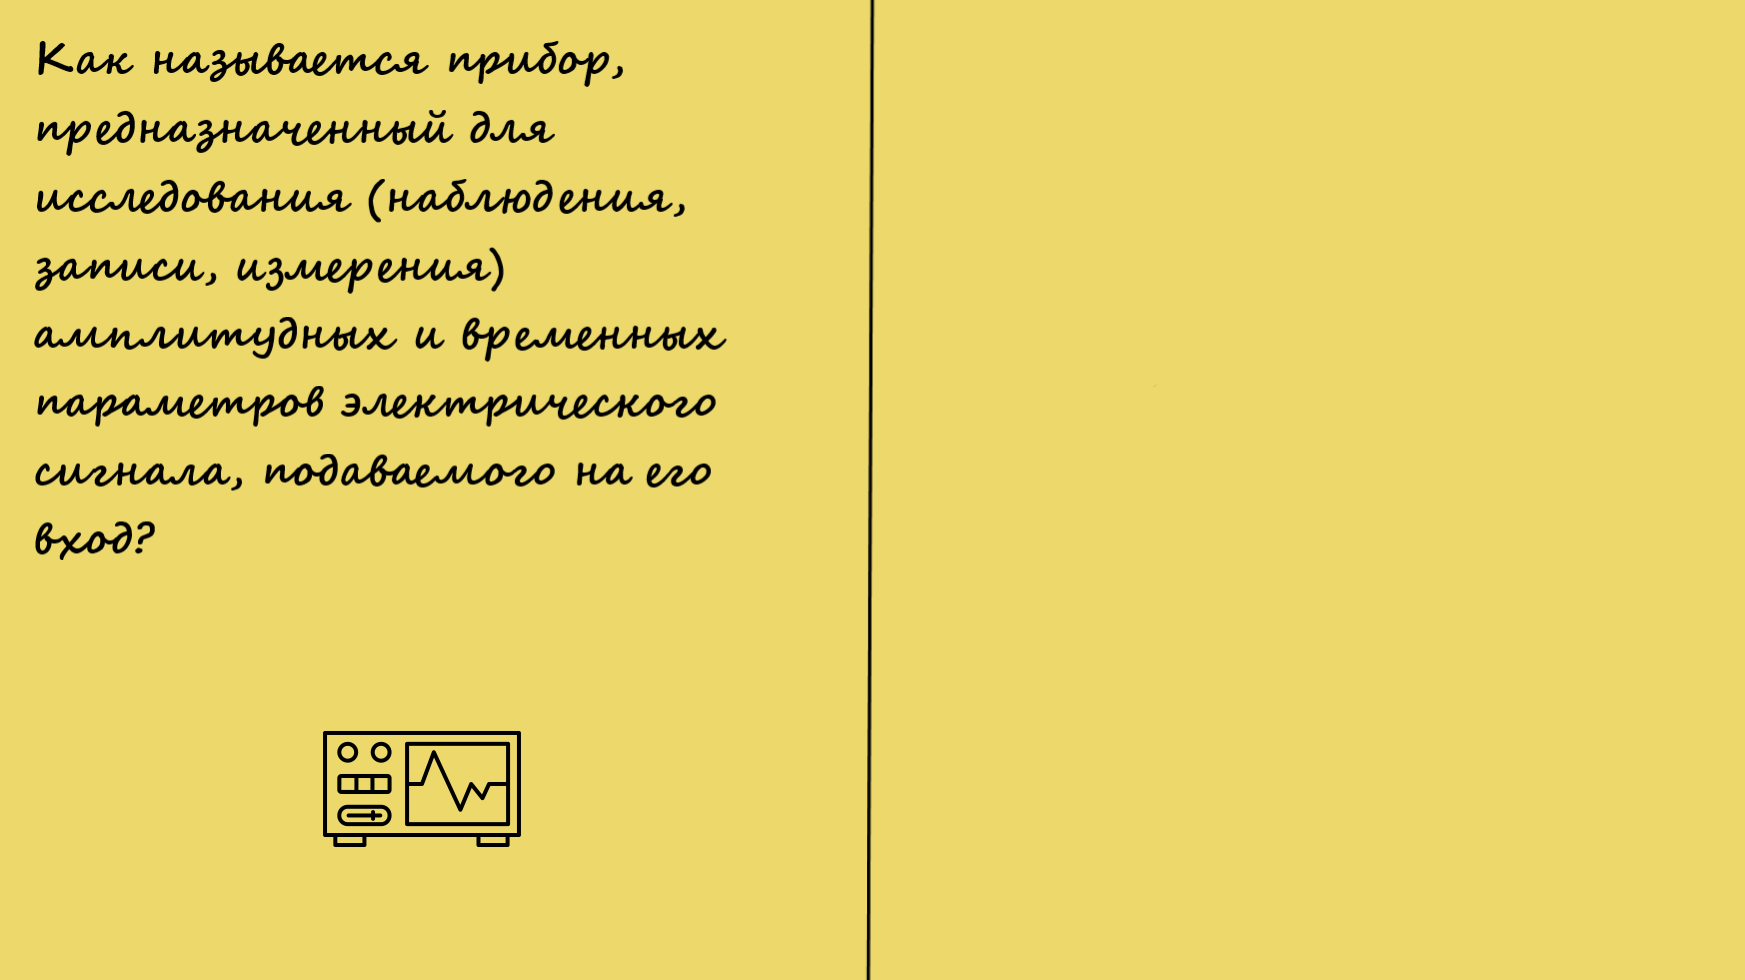 Как называется прибор,
предназначенный для
исследования (наблюдения,
записи, измерения)
амплитудных и временных
параметров электрического
сигнала, подаваемого на его
вход?